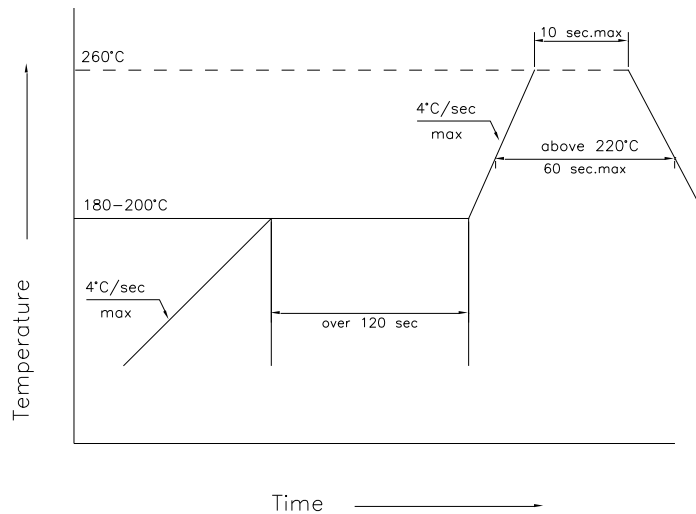 10 sec.max
260°C
4°C/sec
max
above 220°C
60 sec.max
180-200°C
4°C/sec
max
over 120 sec
Temperature
Time